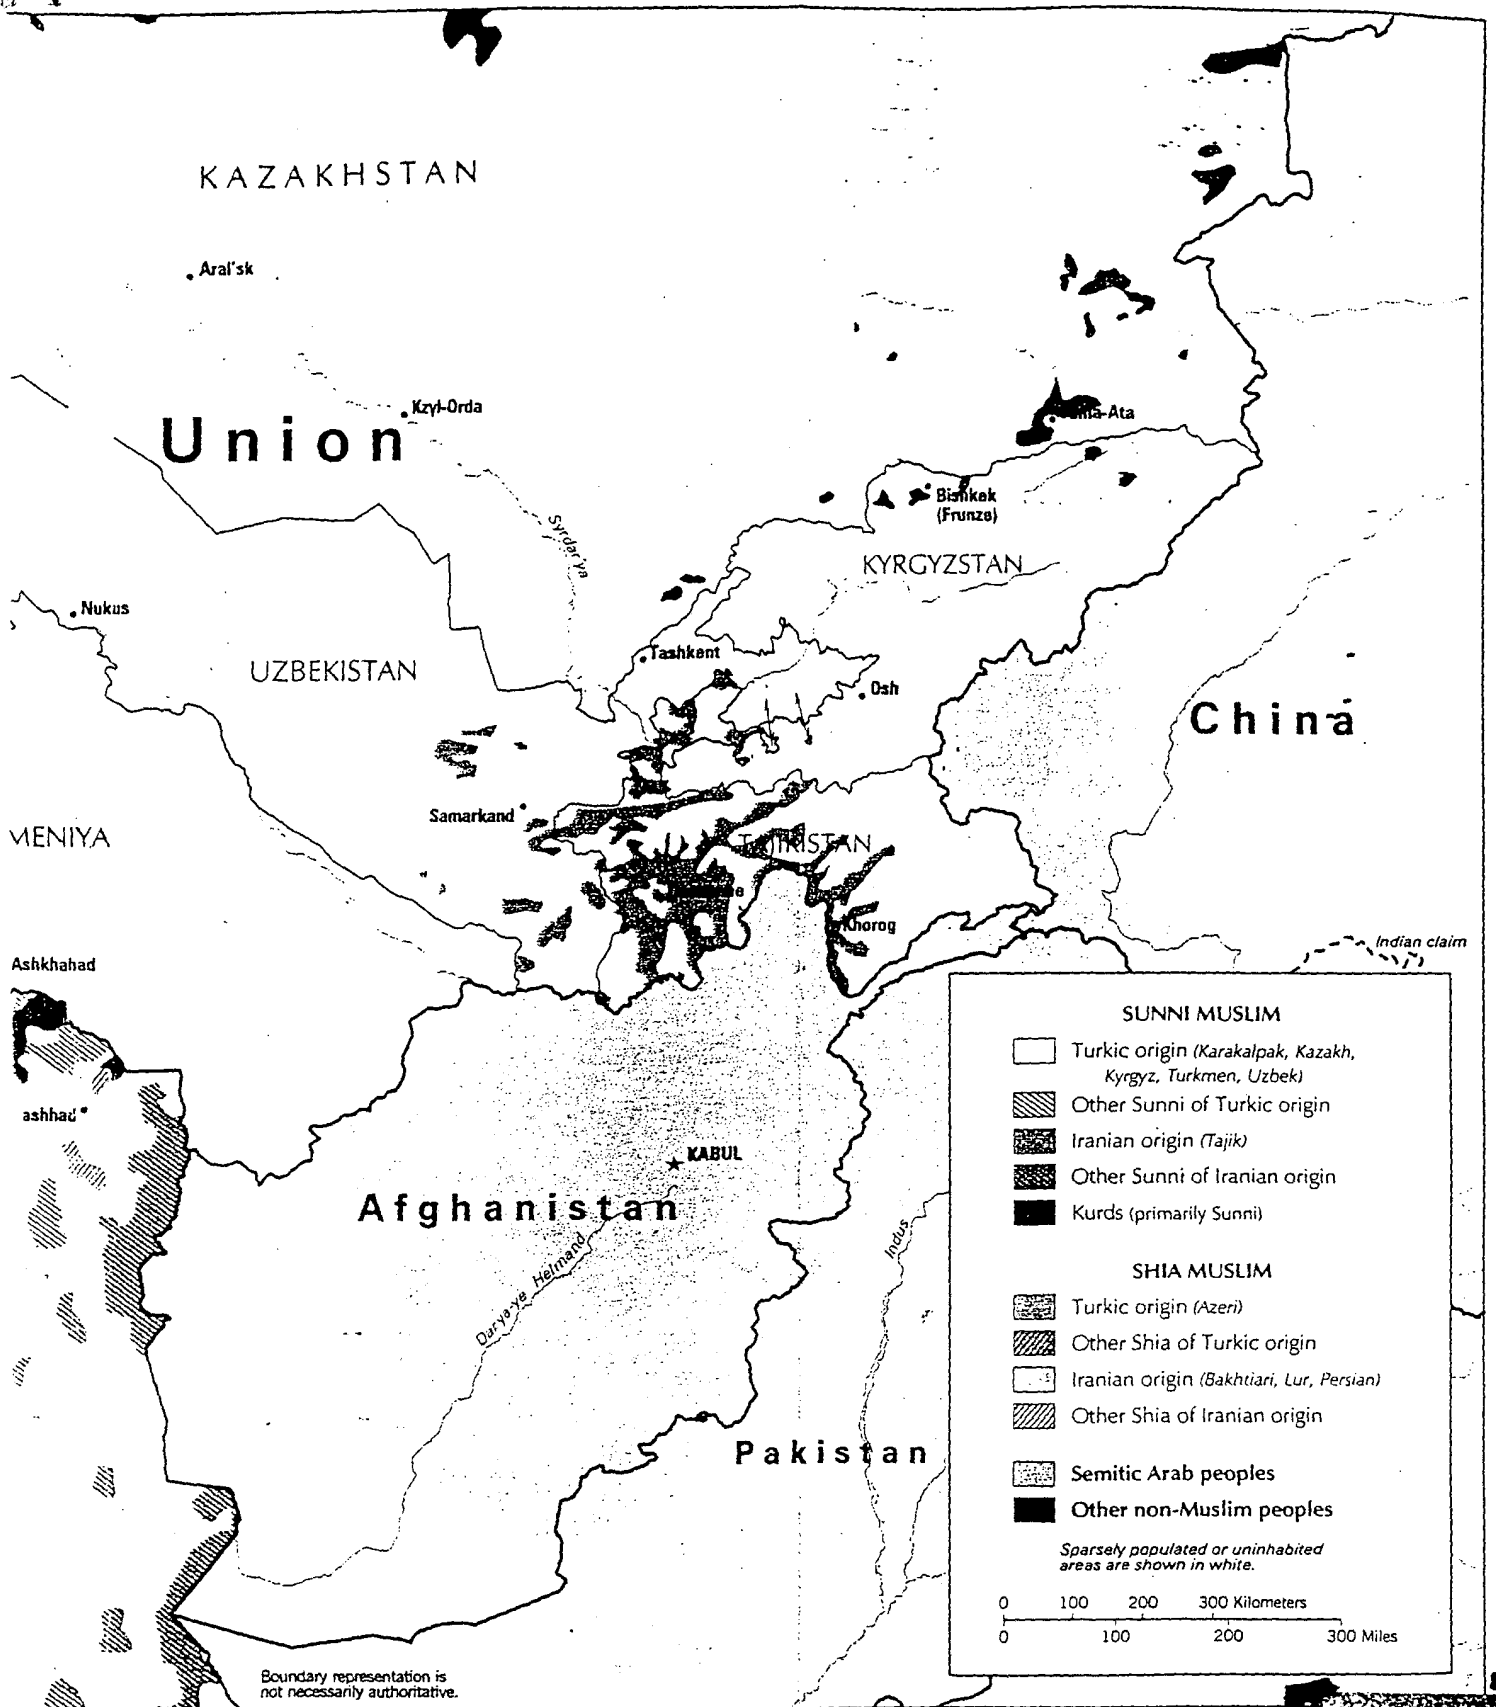 KAZAKHSTAN
Aral'sk
Kzyl-Orda
Union
-Ata
Bishkek
(Frunze)
Syrdar'ya
KYRGYZSTAN
Nukus
Tashkent
UZBEKISTAN
Osh
China
Samarkand
MENIYA
TAJIKISTAN
Khorog
Indian claim
Ashkhahad
ashhad
KABUL
Afghanistan
Indus
Darya-ye Helmand
Pakistan
SUNNI MUSLIM
Turkic origin (Karakalpak, Kazakh,
Kyrgyz, Turkmen, Uzbek)
Other Sunni of Turkic origin
Iranian origin (Tajik)
Other Sunni of Iranian origin
Kurds (primarily Sunni)
SHIA MUSLIM
Turkic origin (Azeri)
Other Shia of Turkic origin
Iranian origin (Bakhtiari, Lur, Persian)
Other Shia of Iranian origin
Semitic Arab peoples
Other non-Muslim peoples
Sparsely populated or uninhabited
areas are shown in white.
0 100 200 300 Kilometers
0 100 200 300 Miles
Boundary representation is
not necessarily authoritative.